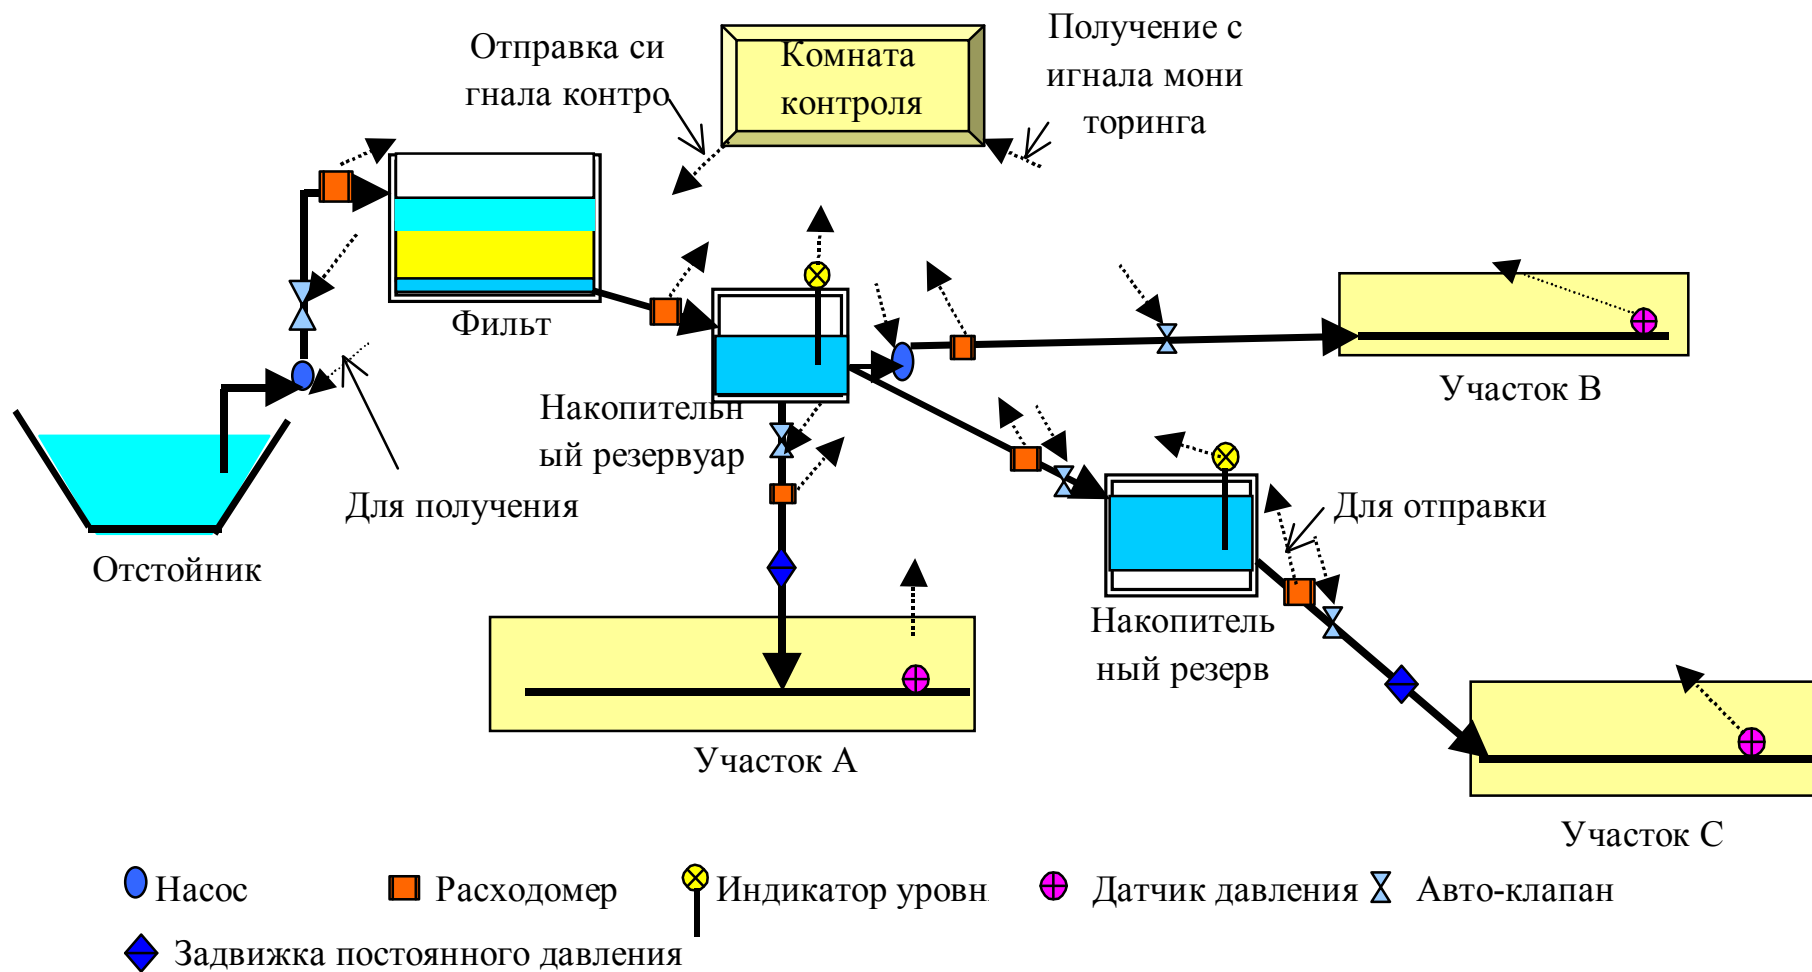 Отправка си
гнала контро
Комната
контроля
Получение с
игнала мони
торинга
Фильт
Накопительн
ый резервуар
Участок В
Для получения
Для отправки
Отстойник
Накопитель
ный резерв
Участок А
Участок С
Насос
Расходомер
Индикатор уровн
Датчик давления
Авто-клапан
Задвижка постоянного давления